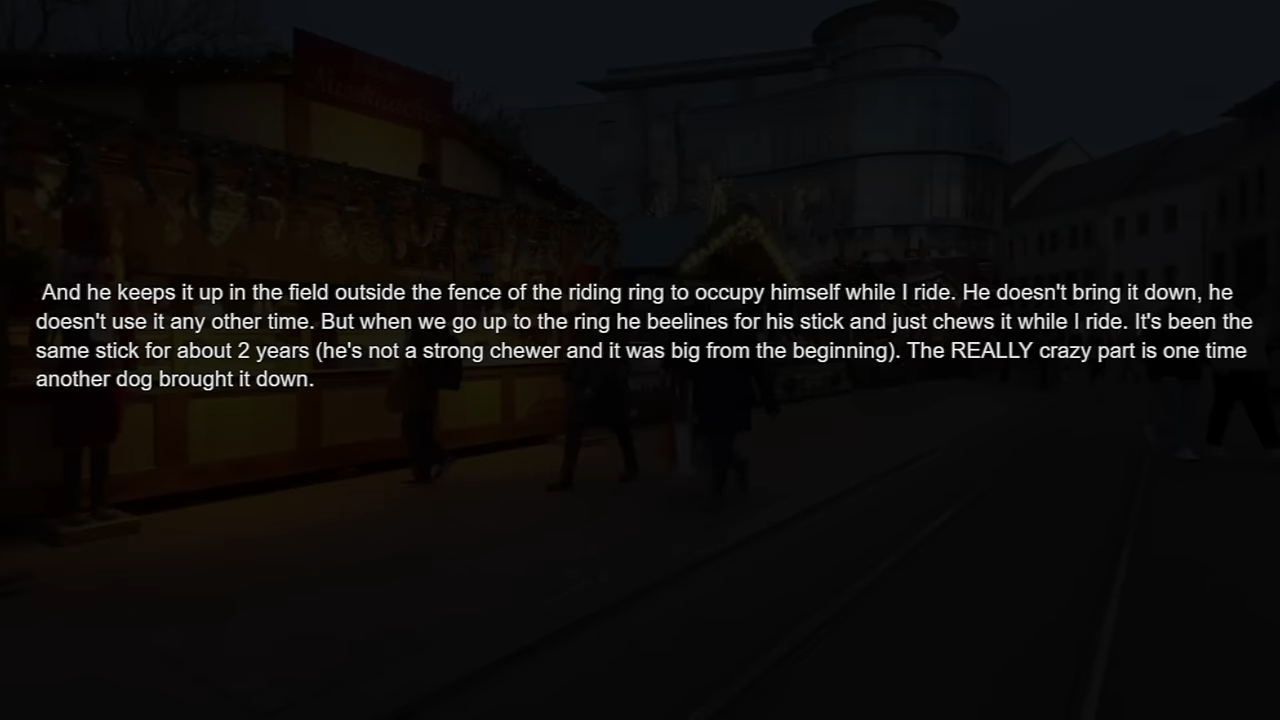 And he keeps it up in the field outside the fence of the riding ring to occupy himself while I ride. He doesn't bring it down, he
doesn't use it any other time. But when we go up to the ring he beelines for his stick and just chews it while I ride. It's been the
same stick for about 2 years (he's not a strong chewer and it was big from the beginning). The REALLY crazy part is one time
another dog brought it down.